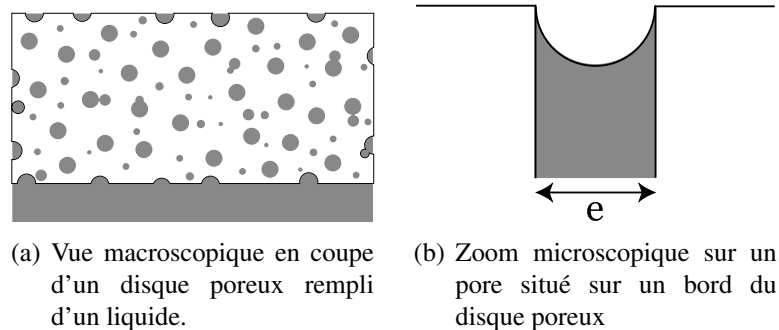 e
(a) Vue macroscopique en coupe
d'un disque poreux rempli
d'un liquide.
(b) Zoom microscopique sur un
pore situé sur un bord du
disque poreux